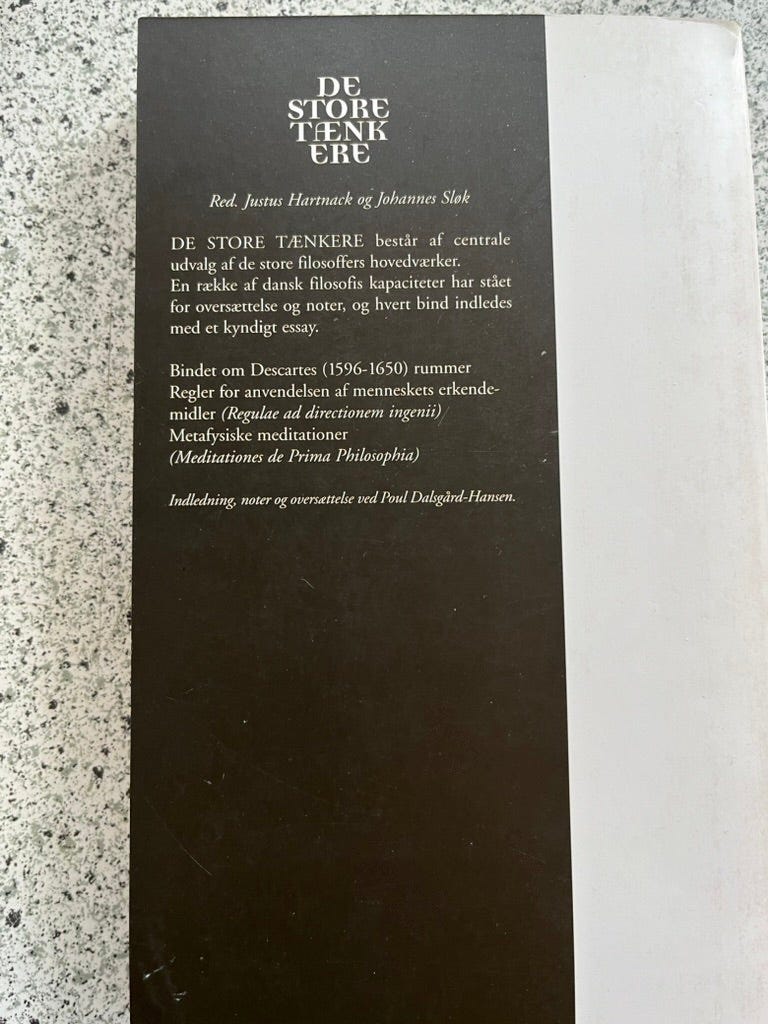 DE
STORE
TÆNK
ERE
Red. Justus Hartnack og Johannes Sløk
DE STORE TÆNKERE består af centrale
udvalg af de store filosoffers hovedværker.
En række af dansk filosofis kapaciteter har stået
for oversættelse og noter, og hvert bind indledes
med et kyndigt essay.
Bindet om Descartes (1596-1650) rummer
Regler for anvendelsen af menneskets erkende-
midler (Regulae ad directionem ingenii)
Metafysiske meditationer
(Meditationes de Prima Philosophia)
Indledning, noter og oversættelse ved Poul Dalsgård-Hansen.